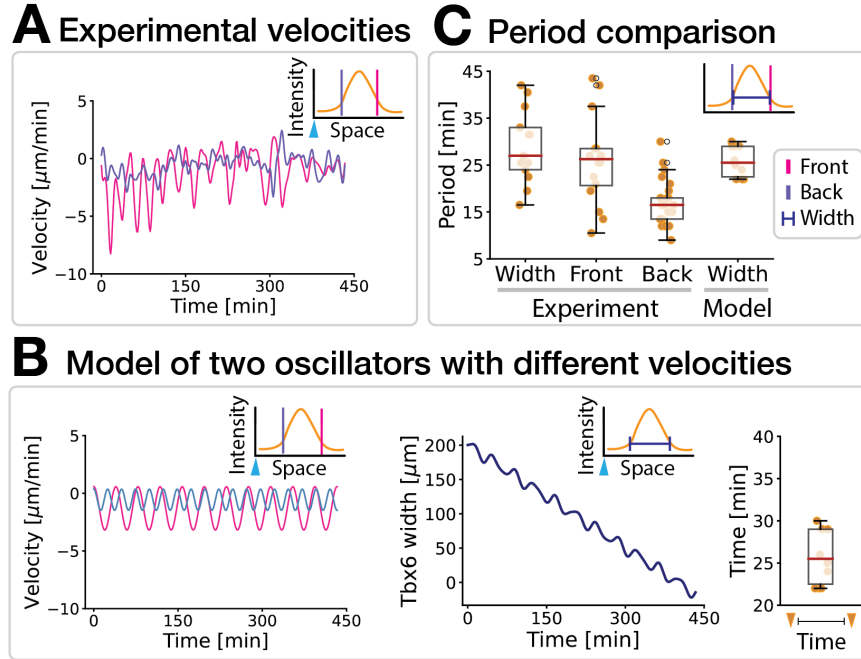 A Experimental velocities
Intensity
Space
Velocity [μm/min]
5
0
−5
−10
0 150 300 450
Time [min]
C Period comparison
Period [min]
45
35
25
15
5
Width Front Back Width
Experiment Model
Front
Back
Width
B Model of two oscillators with different velocities
Intensity
Space
Velocity [μm/min]
5
0
−5
−10
0 150 300 450
Time [min]
Intensity
Space
Tbx6 width [μm]
200
150
100
50
0
0 150 300 450
Time [min]
Time [min]
40
35
30
25
20
Time